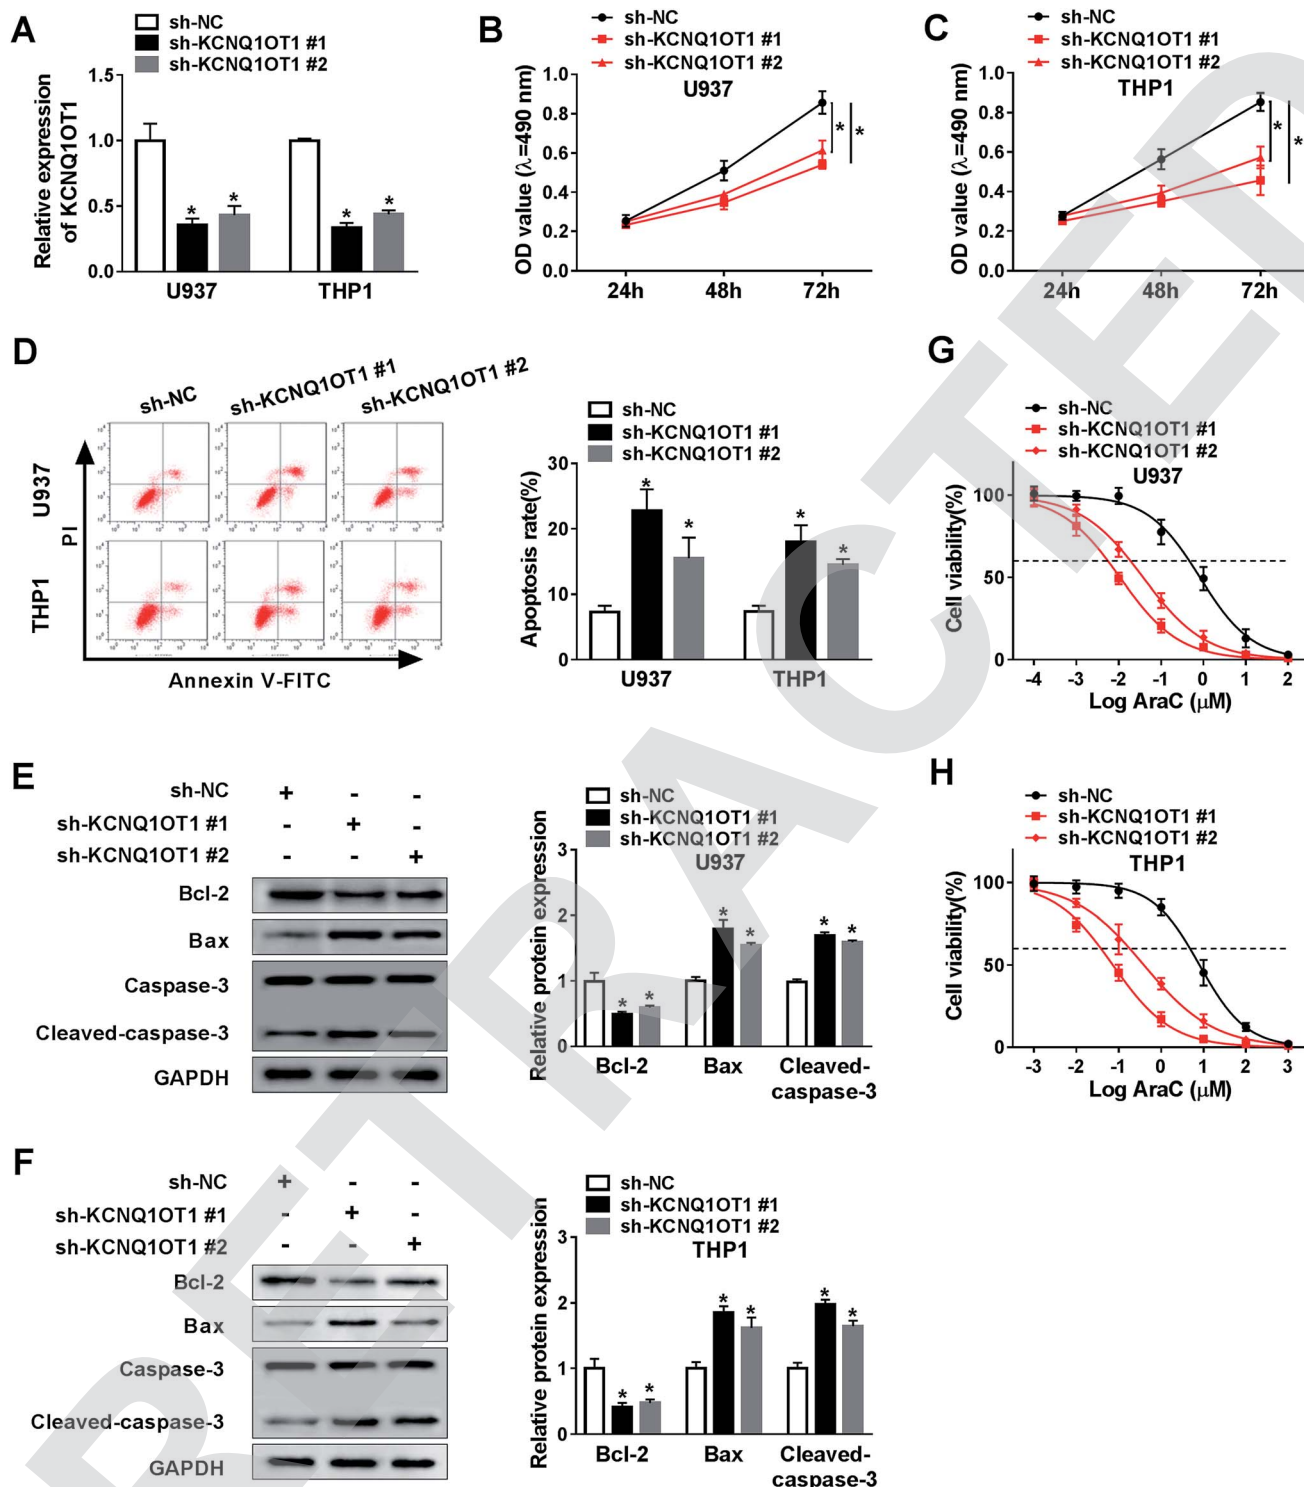 A
sh-NC
sh-KCNQ1OT1 #1
sh-KCNQ1OT1 #2
Relative expression
of KCNQ1OT1
1.5
1.0
0.5
0.0
* * * *
U937 THP1
B
sh-NC
sh-KCNQ1OT1 #1
sh-KCNQ1OT1 #2
U937
OD value (λ=490 nm)
1.0
0.8
0.6
0.4
0.2
0.0
* *
24h 48h 72h
C
sh-NC
sh-KCNQ1OT1 #1
sh-KCNQ1OT1 #2
THP1
OD value (λ=490 nm)
1.0
0.8
0.6
0.4
0.2
0.0
* *
24h 48h 72h
D
sh-NC sh-KCNQ1OT1 #1 sh-KCNQ1OT1 #2
U937
THP1
PI
Annexin V-FITC
sh-NC
sh-KCNQ1OT1 #1
sh-KCNQ1OT1 #2
Apoptosis rate(%)
30
20
10
0
* * * *
U937 THP1
G
sh-NC
sh-KCNQ1OT1 #1
sh-KCNQ1OT1 #2
U937
Cell viability(%)
100
50
0
-4 -3 -2 -1 0 1 2
Log AraC (μM)
E
sh-NC + - -
sh-KCNQ1OT1 #1 - + -
sh-KCNQ1OT1 #2 - - +
Bcl-2
Bax
Caspase-3
Cleaved-caspase-3
GAPDH
sh-NC
sh-KCNQ1OT1 #1
sh-KCNQ1OT1 #2
U937
Relative protein expression
3
2
1
0
* * * * * *
Bcl-2 Bax Cleaved-
caspase-3
H
sh-NC
sh-KCNQ1OT1 #1
sh-KCNQ1OT1 #2
THP1
Cell viability(%)
100
50
0
-3 -2 -1 0 1 2 3
Log AraC (μM)
F
sh-NC + - -
sh-KCNQ1OT1 #1 - + -
sh-KCNQ1OT1 #2 - - +
Bcl-2
Bax
Caspase-3
Cleaved-caspase-3
GAPDH
sh-NC
sh-KCNQ1OT1 #1
sh-KCNQ1OT1 #2
THP1
Relative protein expression
3
2
1
0
* * * * * *
Bcl-2 Bax Cleaved-
caspase-3
RETRACTED